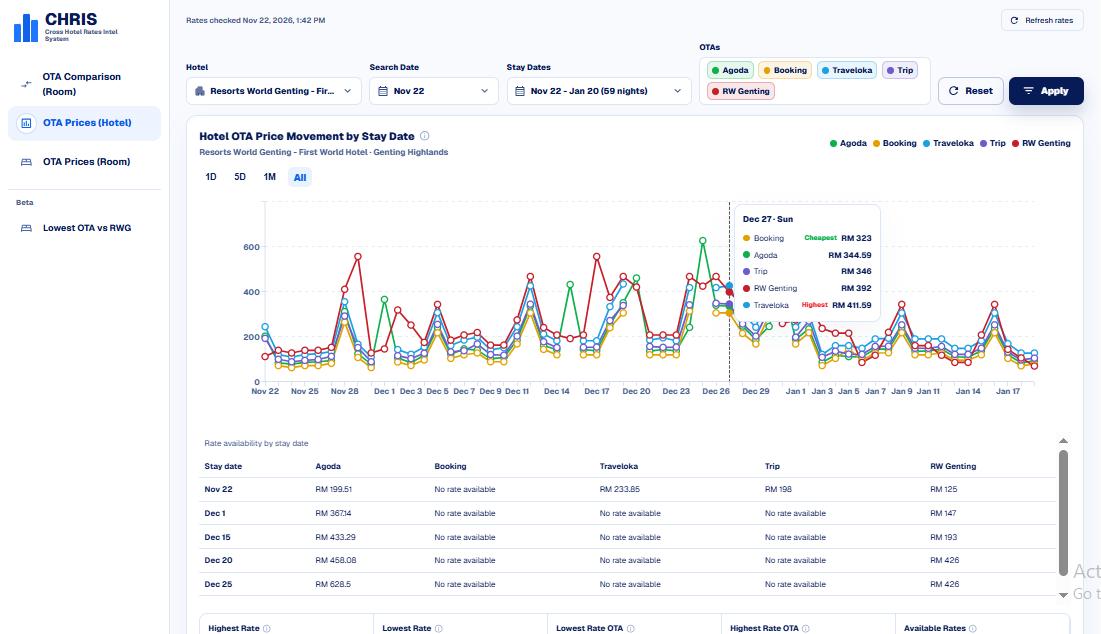 CHRIS
Cross Hotel Rates Intel
System
OTA Comparison
(Room)
OTA Prices (Hotel)
OTA Prices (Room)
Beta
Lowest OTA vs RWG
Rates checked Nov 22, 2026, 1:42 PM
Refresh rates
Hotel
Search Date
Stay Dates
OTAs
Resorts World Genting - Fir...
Nov 22
Nov 22 - Jan 20 (59 nights)
Agoda
Booking
Traveloka
Trip
RW Genting
Reset
Apply
Hotel OTA Price Movement by Stay Date
Resorts World Genting - First World Hotel · Genting Highlands
Agoda
Booking
Traveloka
Trip
RW Genting
1D
5D
1M
All
600
400
200
0
Dec 27 · Sun
Booking Cheapest RM 323
Agoda RM 344.59
Trip RM 346
RW Genting RM 392
Traveloka Highest RM 411.59
Nov 22 Nov 25 Nov 28 Dec 1 Dec 3 Dec 5 Dec 7 Dec 9 Dec 11 Dec 14 Dec 17 Dec 20 Dec 23 Dec 26 Dec 29 Jan 1 Jan 3 Jan 5 Jan 7 Jan 9 Jan 11 Jan 14 Jan 17
Rate availability by stay date
Stay date Agoda Booking Traveloka Trip RW Genting
Nov 22 RM 199.51 No rate available RM 233.85 RM 198 RM 125
Dec 1 RM 367.14 No rate available No rate available No rate available RM 147
Dec 15 RM 433.29 No rate available No rate available No rate available RM 193
Dec 20 RM 458.08 No rate available No rate available No rate available RM 426
Dec 25 RM 628.5 No rate available No rate available No rate available RM 426
Highest Rate
Lowest Rate
Lowest Rate OTA
Highest Rate OTA
Available Rates
Act
Go t